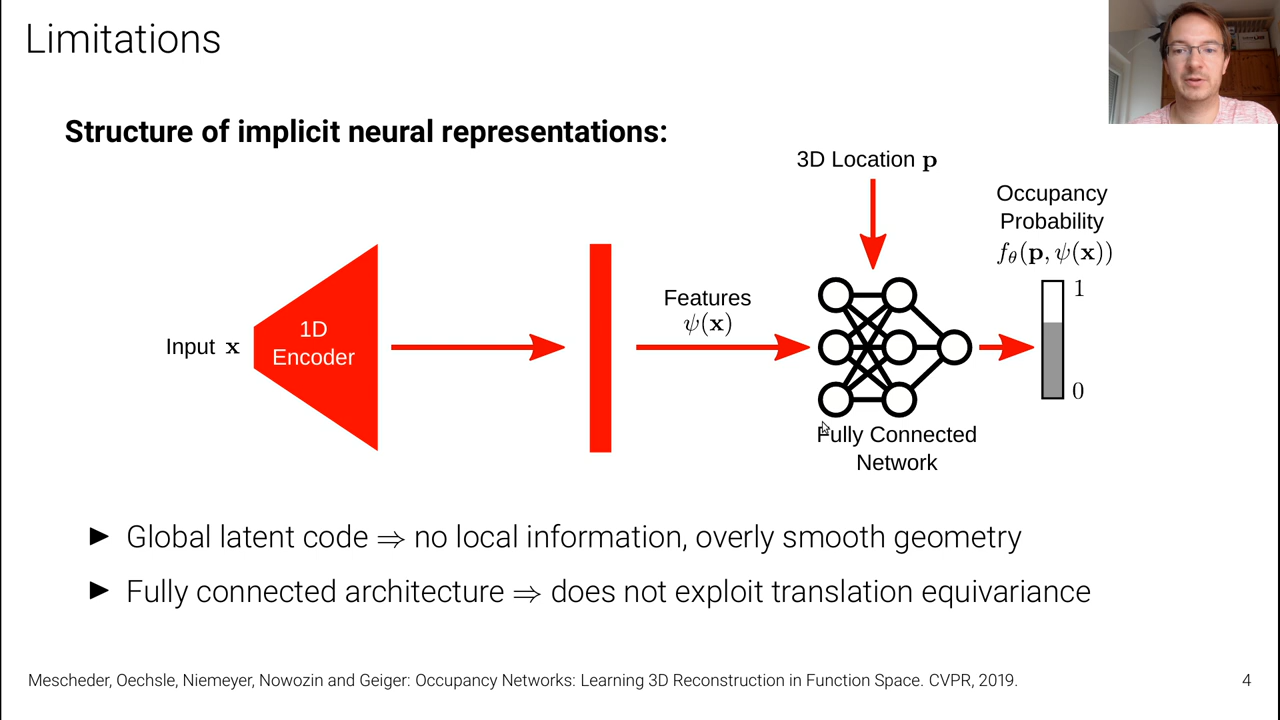 Limitations
Structure of implicit neural representations:
3D Location p
Occupancy
Probability
f_θ(p, ψ(x))
1
0
Features
ψ(x)
Input x
1D
Encoder
Fully Connected
Network
► Global latent code ⇒ no local information, overly smooth geometry
► Fully connected architecture ⇒ does not exploit translation equivariance
Mescheder, Oechsle, Niemeyer, Nowozin and Geiger: Occupancy Networks: Learning 3D Reconstruction in Function Space. CVPR, 2019.
4